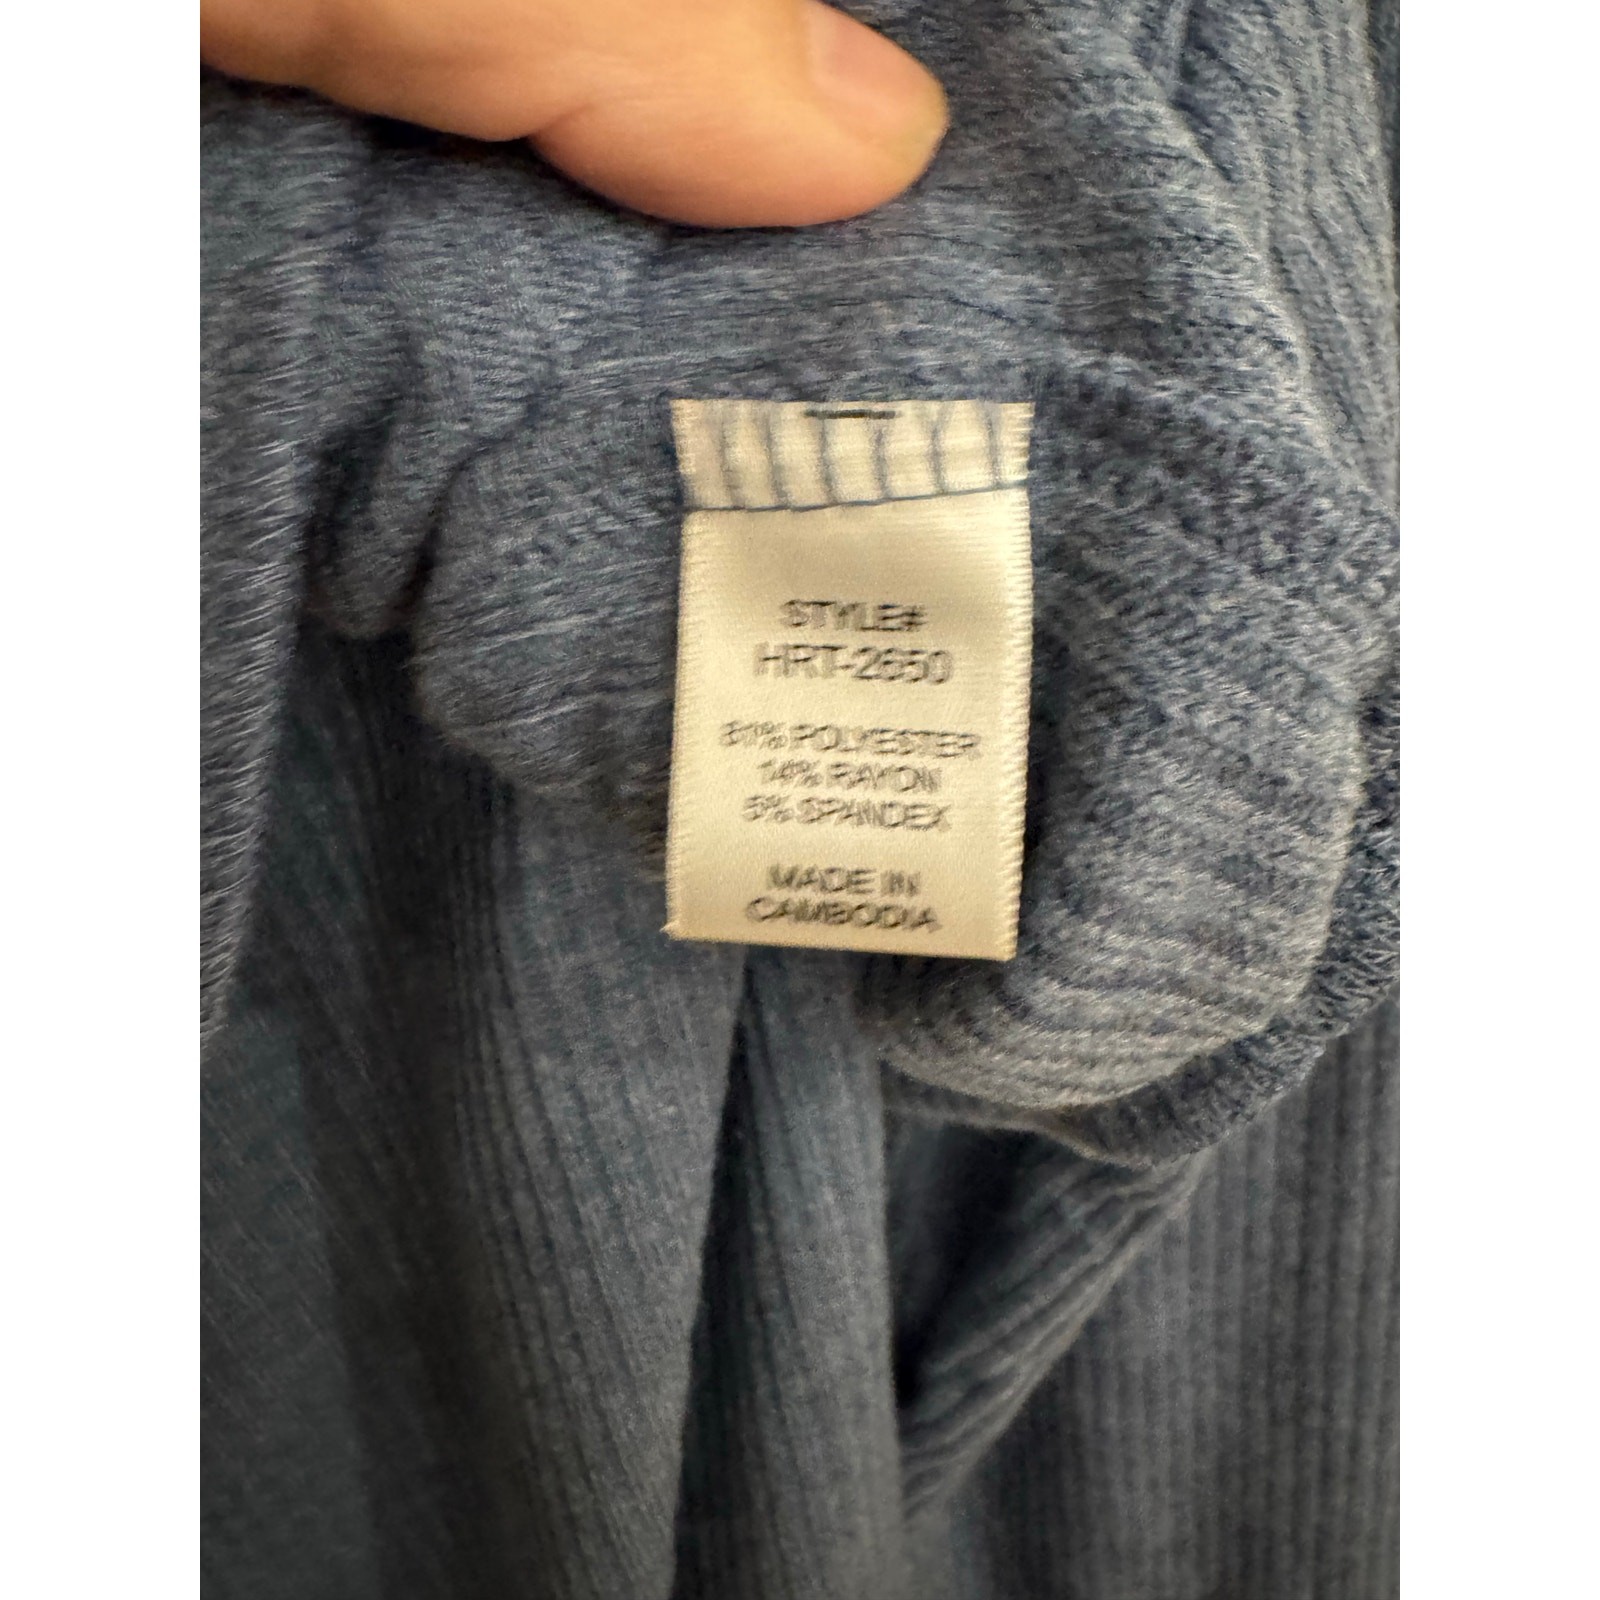 STYLE#
HRT-2650
81% POLYESTER
14% RAYON
5% SPANDEX
MADE IN
CAMBODIA